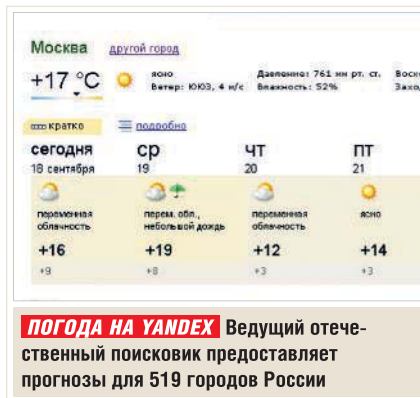 Москва другой город
+17 °C ясно Давление: 761 мм рт. ст. Восх
Ветер: ЮЮЗ, 4 м/с Влажность: 52% Захо
кратко подробно
сегодня ср чт пт
18 сентября 19 20 21
переменная облачность перем. обл., небольшой дождь переменная облачность ясно
+16 +19 +12 +14
+9 +8 +3 +3
ПОГОДА НА YANDEX Ведущий отече-
ственный поисковик предоставляет
прогнозы для 519 городов России